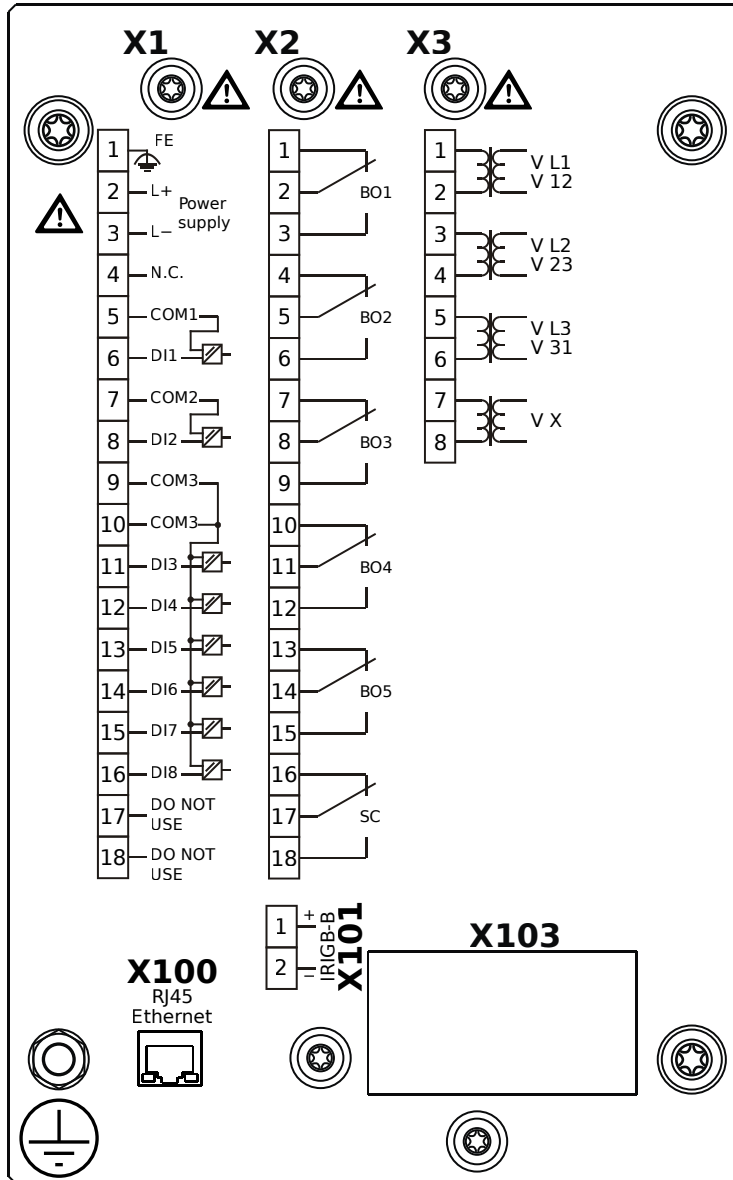 X1
X2
X3
1 FE
2 L+ Power
supply
3 L−
4 N.C.
5 COM1
6 DI1
7 COM2
8 DI2
9 COM3
10 COM3
11 DI3
12 DI4
13 DI5
14 DI6
15 DI7
16 DI8
17 DO NOT
USE
18 DO NOT
USE
1
2 BO1
3
4
5 BO2
6
7
8 BO3
9
10
11 BO4
12
13
14 BO5
15
16
17 SC
18
1 V L1
2 V 12
3 V L2
4 V 23
5 V L3
6 V 31
7 V X
8
X100
RJ45
Ethernet
1 +
2 −
IRIGB-B
X101
X103